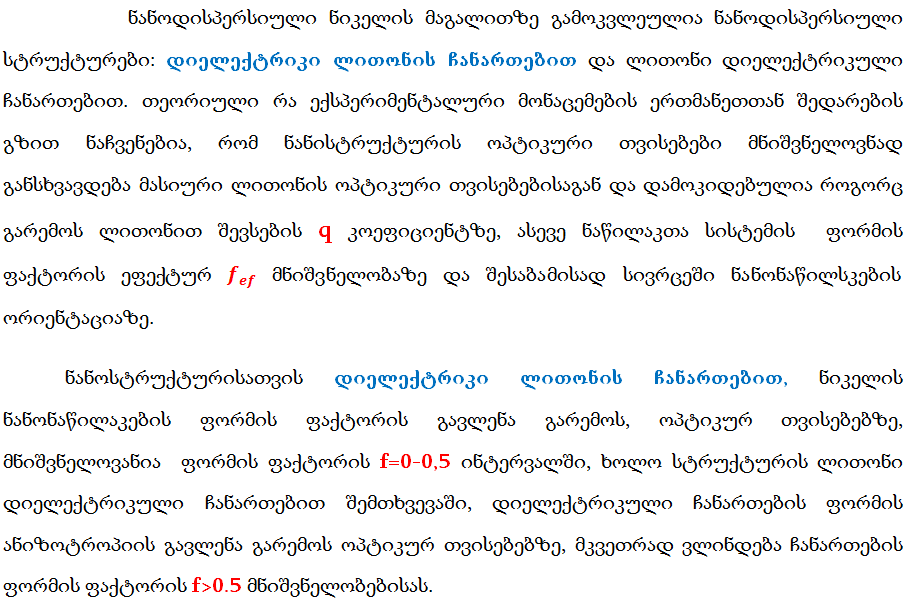 ნანოდისპერსიული ნიკელის მაგალითზე გამოკვლეულია ნანოდისპერსიული
სტრუქტურები: დიელექტრიკი ლითონის ჩანართებით და ლითონი დიელექტრიკული
ჩანართებით. თეორიული რა ექსპერიმენტალური მონაცემების ერთმანეთთან შედარების
გზით ნაჩვენებია, რომ ნანისტრუქტურის ოპტიკური თვისებები მნიშვნელოვნად
განსხვავდება მასიური ლითონის ოპტიკური თვისებებისაგან და დამოკიდებულია როგორც
გარემოს ლითონით შევსების q კოეფიციენტზე, ასევე ნაწილაკთა სისტემის ფორმის
ფაქტორის ეფექტურ f ef მნიშვნელობაზე და შესაბამისად სივრცეში ნანონაწილსკების
ორიენტაციაზე.
ნანოსტრუქტურისათვის დიელექტრიკი ლითონის ჩანართებით, ნიკელის
ნანონაწილაკების ფორმის ფაქტორის გავლენა გარემოს, ოპტიკურ თვისებებზე,
მნიშვნელოვანია ფორმის ფაქტორის f=0-0,5 ინტერვალში, ხოლო სტრუქტურის ლითონი
დიელექტრიკული ჩანართებით შემთხვევაში, დიელექტრიკული ჩანართების ფორმის
ანიზოტროპიის გავლენა გარემოს ოპტიკურ თვისებებზე, მკვეთრად ვლინდება ჩანართების
ფორმის ფაქტორის f>0.5 მნიშვნელობებისას.